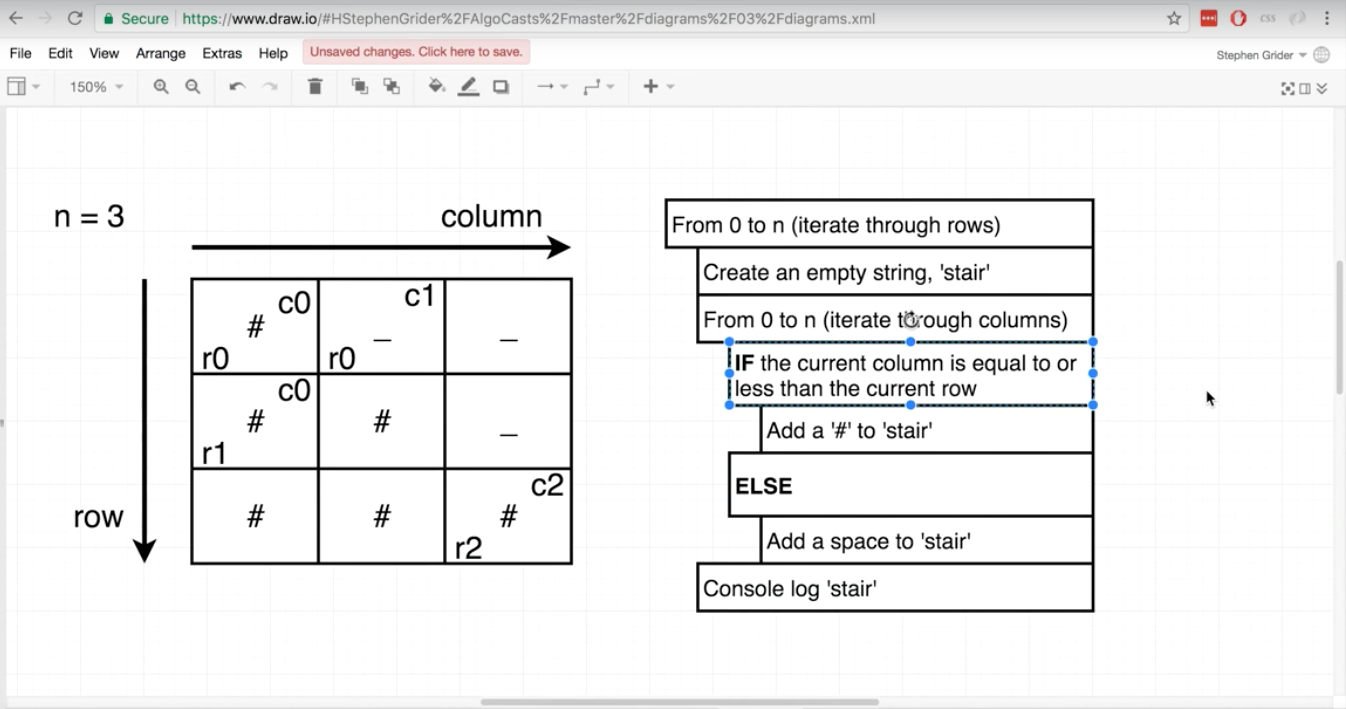 Secure https://www.draw.io/#HStephenGrider%2FAlgoCasts%2Fmaster%2Fdiagrams%2F03%2Fdiagrams.xml
css
File Edit View Arrange Extras Help Unsaved changes. Click here to save.
Stephen Grider
150%
n = 3
column
row
# c0 r0
_ c1 r0
_
# c0 r1
#
_
#
#
# c2 r2
From 0 to n (iterate through rows)
Create an empty string, 'stair'
From 0 to n (iterate through columns)
IF the current column is equal to or
less than the current row
Add a '#' to 'stair'
ELSE
Add a space to 'stair'
Console log 'stair'